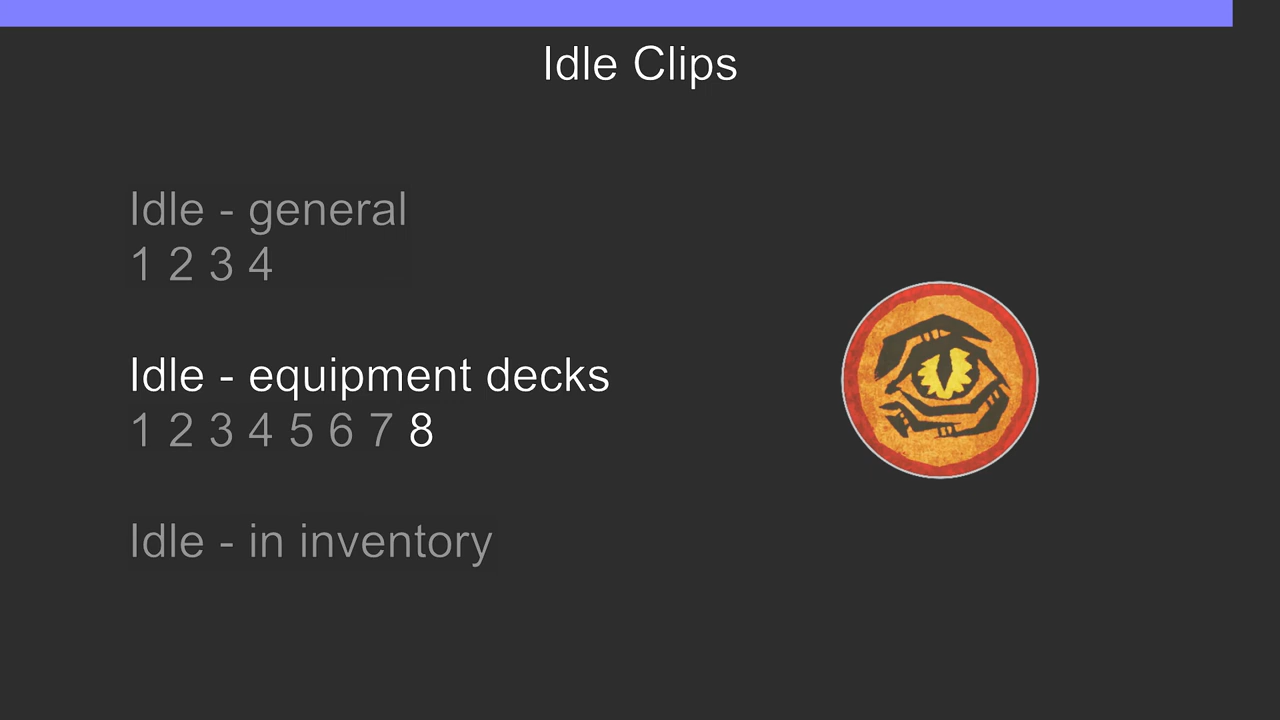 Idle Clips
Idle - general
1 2 3 4
Idle - equipment decks
1 2 3 4 5 6 7 8
Idle - in inventory